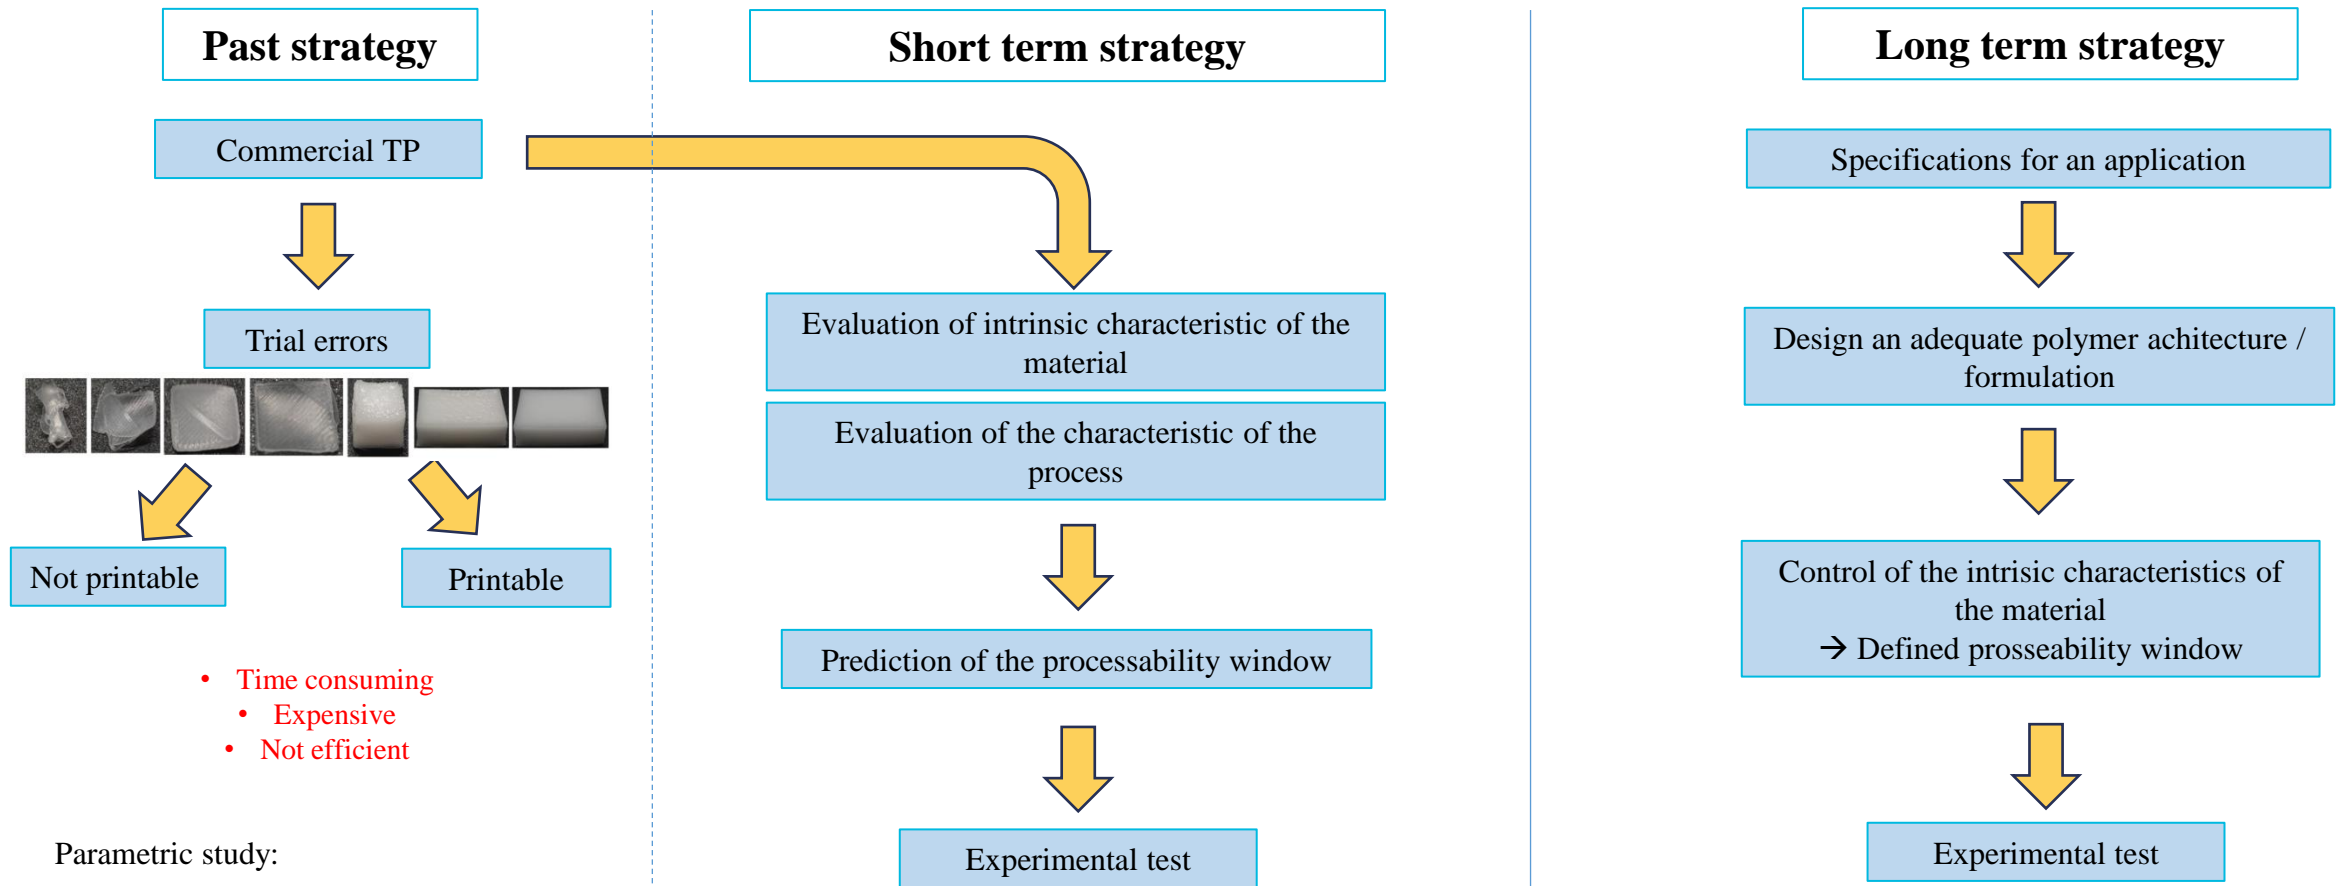 Past strategy
Commercial TP
Trial errors
Not printable
Printable
• Time consuming
• Expensive
• Not efficient
Parametric study:
Short term strategy
Evaluation of intrinsic characteristic of the
material
Evaluation of the characteristic of the
process
Prediction of the processability window
Experimental test
Long term strategy
Specifications for an application
Design an adequate polymer achitecture /
formulation
Control of the intrisic characteristics of
the material
→ Defined prosseability window
Experimental test